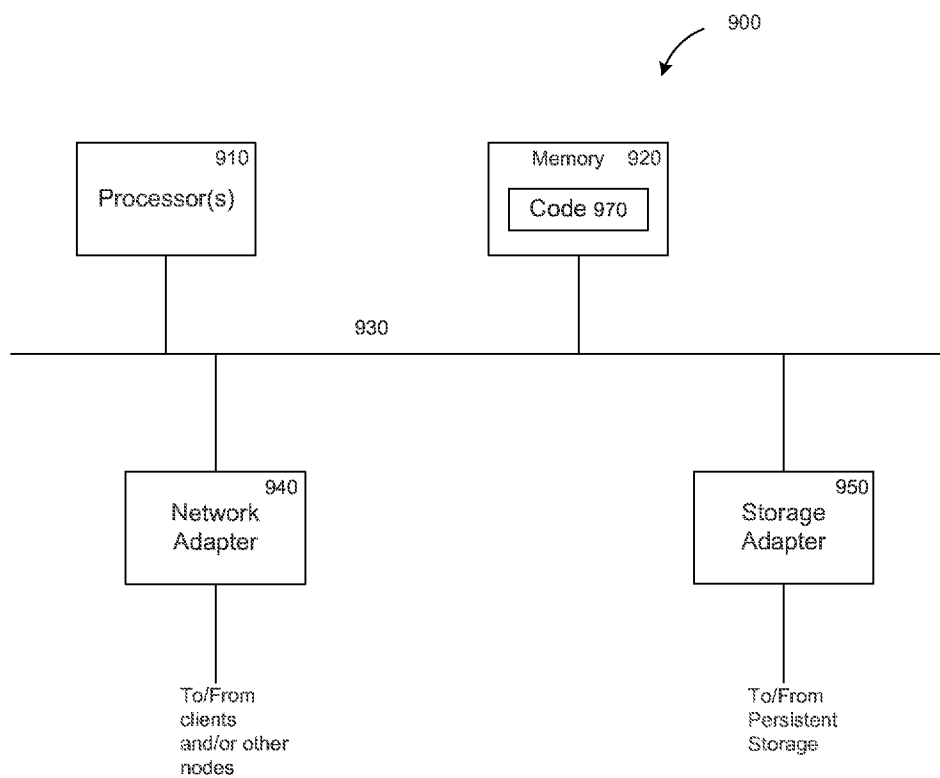 900
910
Processor(s)
Memory 920
Code 970
930
940
Network
Adapter
950
Storage
Adapter
To/From
clients
and/or other
nodes
To/From
Persistent
Storage